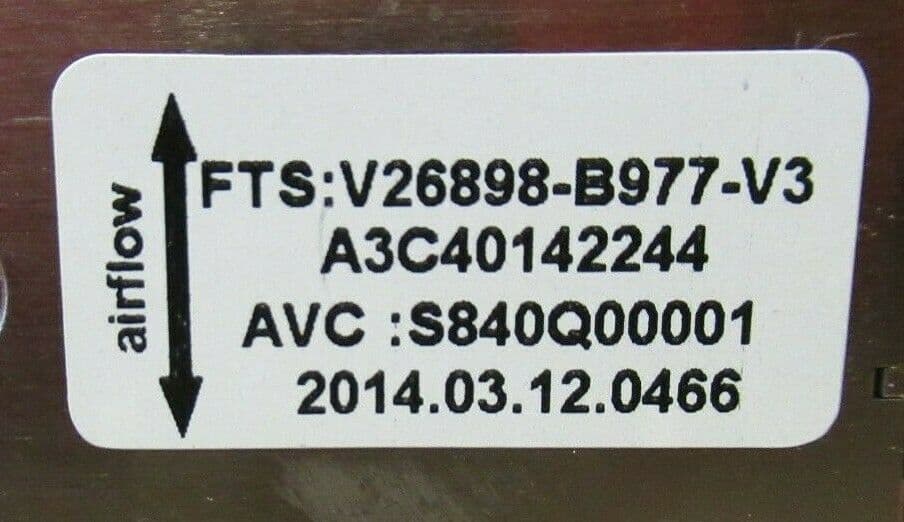 airflow
FTS:V26898-B977-V3
A3C40142244
AVC :S840Q00001
2014.03.12.0466